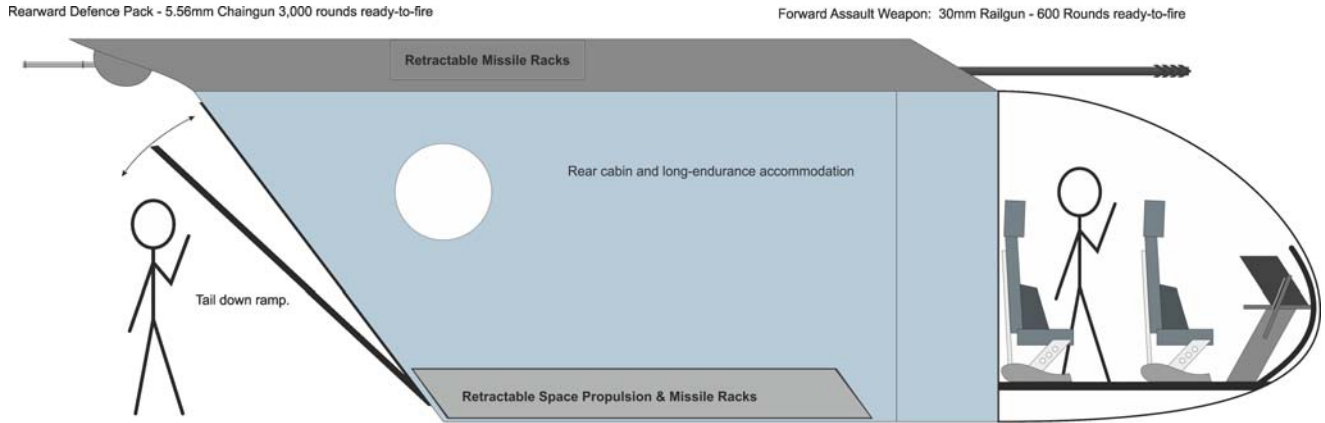 Rearward Defence Pack - 5.56mm Chaingun 3,000 rounds ready-to-fire
Forward Assault Weapon: 30mm Railgun - 600 Rounds ready-to-fire
Retractable Missile Racks
Rear cabin and long-endurance accommodation
Tail down ramp.
Retractable Space Propulsion & Missile Racks